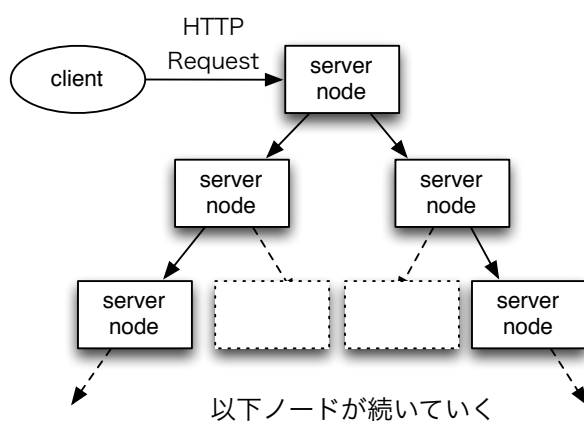 HTTP
Request
client
server
node
server
node
server
node
server
node
server
node
以下ノードが続いていく